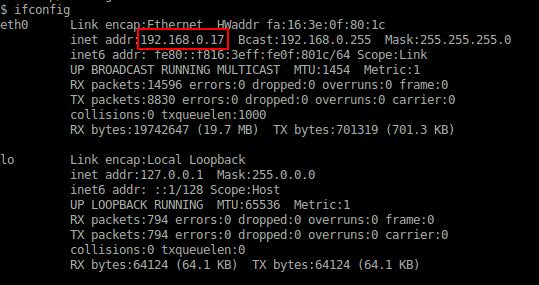 $ ifconfig
eth0 Link encap:Ethernet HWaddr fa:16:3e:0f:80:1c
inet addr:192.168.0.17 Bcast:192.168.0.255 Mask:255.255.255.0
inet6 addr: fe80::f816:3eff:fe0f:801c/64 Scope:Link
UP BROADCAST RUNNING MULTICAST MTU:1454 Metric:1
RX packets:14596 errors:0 dropped:0 overruns:0 frame:0
TX packets:8830 errors:0 dropped:0 overruns:0 carrier:0
collisions:0 txqueuelen:1000
RX bytes:19742647 (19.7 MB) TX bytes:701319 (701.3 KB)
lo Link encap:Local Loopback
inet addr:127.0.0.1 Mask:255.0.0.0
inet6 addr: ::1/128 Scope:Host
UP LOOPBACK RUNNING MTU:65536 Metric:1
RX packets:794 errors:0 dropped:0 overruns:0 frame:0
TX packets:794 errors:0 dropped:0 overruns:0 carrier:0
collisions:0 txqueuelen:0
RX bytes:64124 (64.1 KB) TX bytes:64124 (64.1 KB)